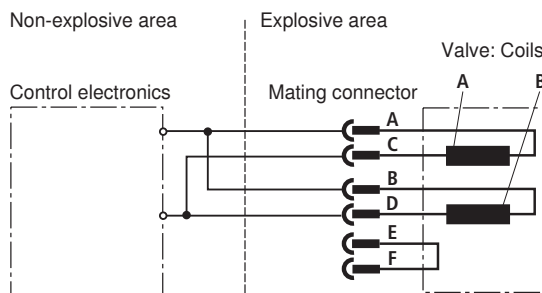 Non-explosive area
Explosive area
Valve: Coils
Control electronics
Mating connector
A
B
A
C
B
D
E
F